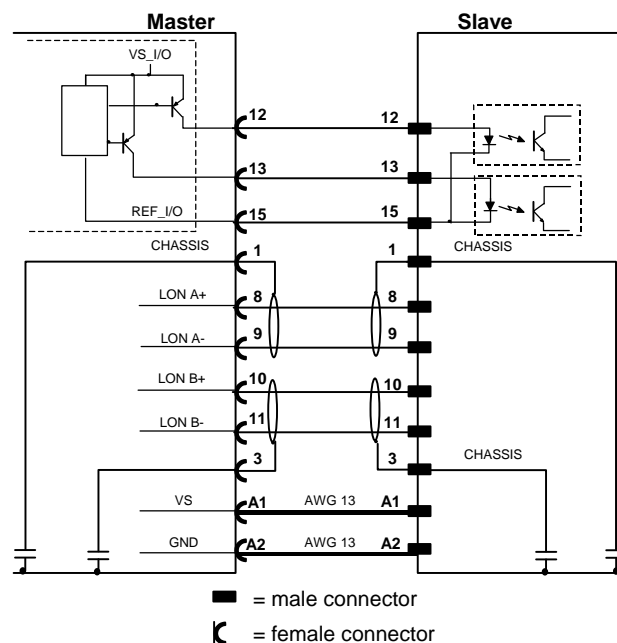 Master Slave
VS_I/O
12 12
13 13
REF_I/O 15 15
CHASSIS 1 1 CHASSIS
LON A+ 8 8
LON A- 9 9
LON B+ 10 10
LON B- 11 11
3 3 CHASSIS
VS A1 AWG 13 A1
GND A2 AWG 13 A2
= male connector
= female connector